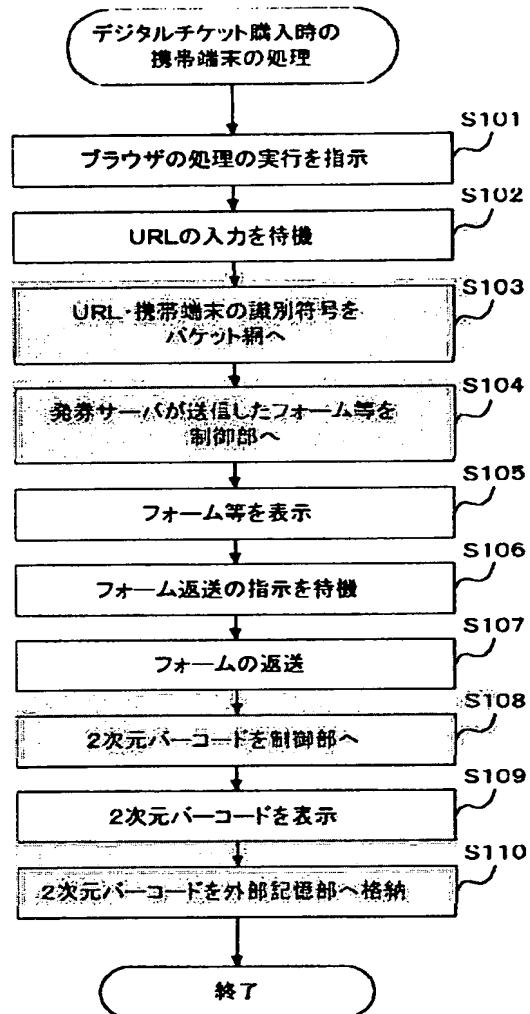 デジタルチケット購入時の
携帯端末の処理
S101
ブラウザの処理の実行を指示
S102
URLの入力を待機
S103
URL・携帯端末の識別符号を
パケット網へ
S104
発券サーバが送信したフォーム等を
制御部へ
S105
フォーム等を表示
S106
フォーム返送の指示を待機
S107
フォームの返送
S108
2次元バーコードを制御部へ
S109
2次元バーコードを表示
S110
2次元バーコードを外部記憶部へ格納
終了